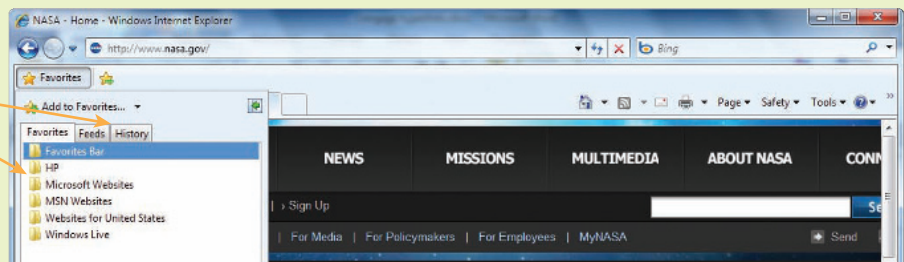 NASA - Home - Windows Internet Explorer
http://www.nasa.gov/ Bing
Favorites
Add to Favorites... Page Safety Tools
Favorites Feeds History
Favorites Bar
HP
Microsoft Websites
MSN Websites
Websites for United States
Windows Live
NEWS MISSIONS MULTIMEDIA ABOUT NASA
| › Sign Up
| For Media | For Policymakers | For Employees | MyNASA Send